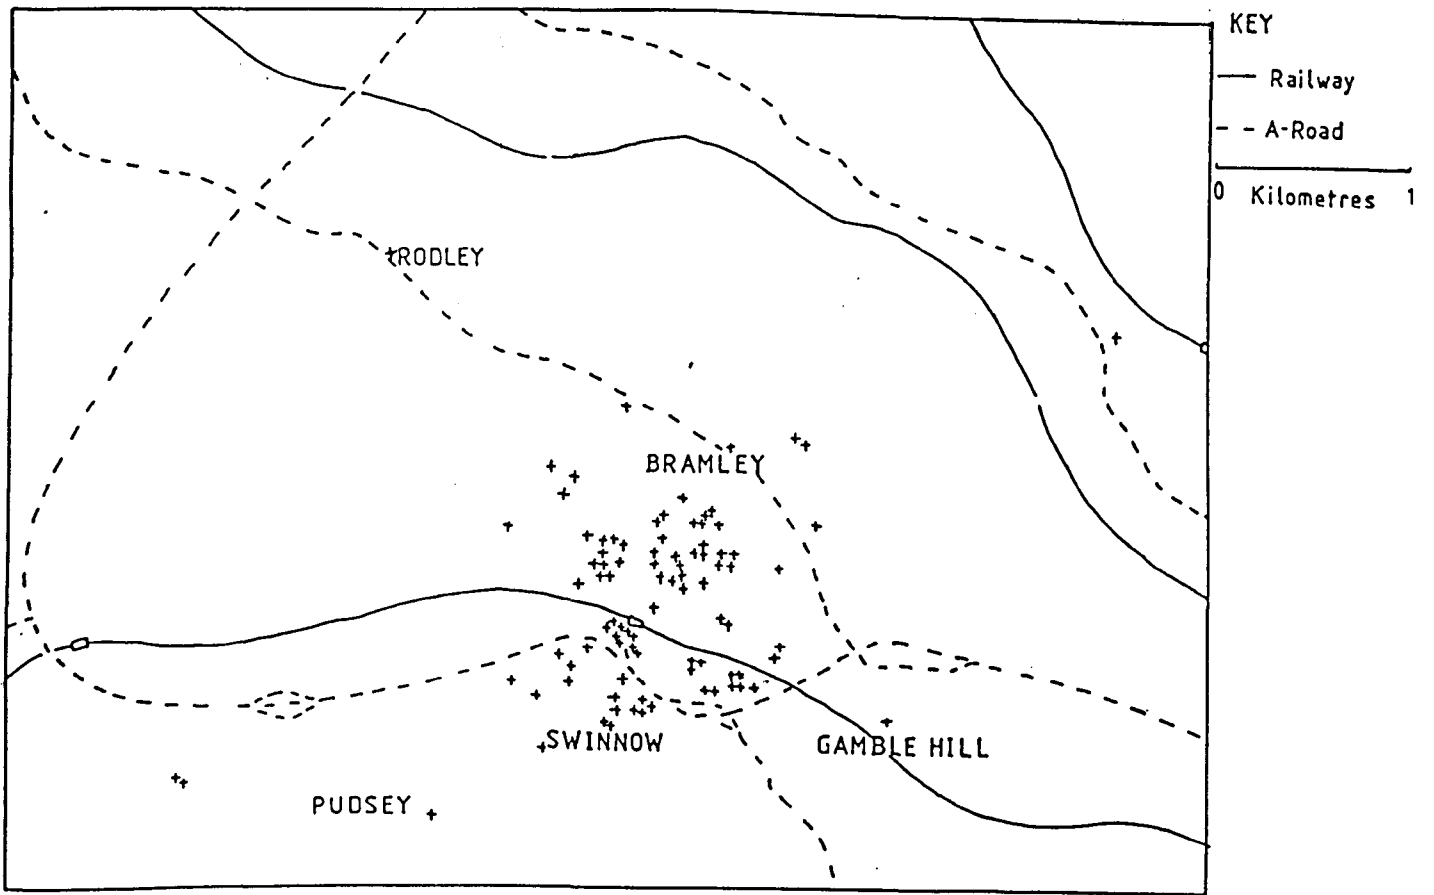 KEY
Railway
A-Road
0 Kilometres 1
RODLEY
BRAMLEY
SWINNOW
GAMBLE HILL
PUDSEY